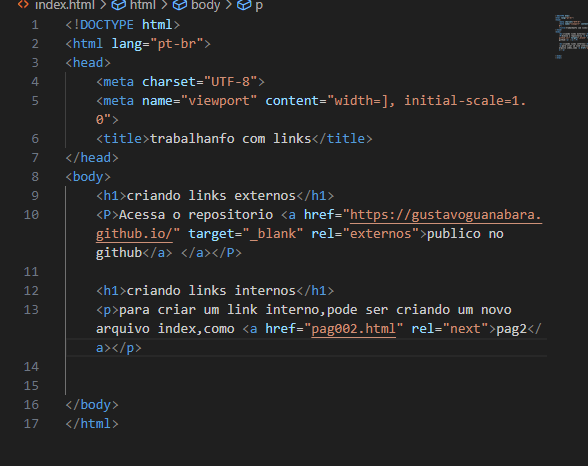 index.html > html > body > p
1 <!DOCTYPE html>
2 <html lang="pt-br">
3 <head>
4 <meta charset="UTF-8">
5 <meta name="viewport" content="width=], initial-scale=1.
0">
6 <title>trabalhanfo com links</title>
7 </head>
8 <body>
9 <h1>criando links externos</h1>
10 <P>Acessa o repositorio <a href="https://gustavoguanabara.
github.io/" target="_blank" rel="externos">publico no
github</a> </a></P>
11
12 <h1>criando links internos</h1>
13 <p>para criar um link interno,pode ser criando um novo
arquivo index,como <a href="pag002.html" rel="next">pag2</
a></p>
14
15
16 </body>
17 </html>